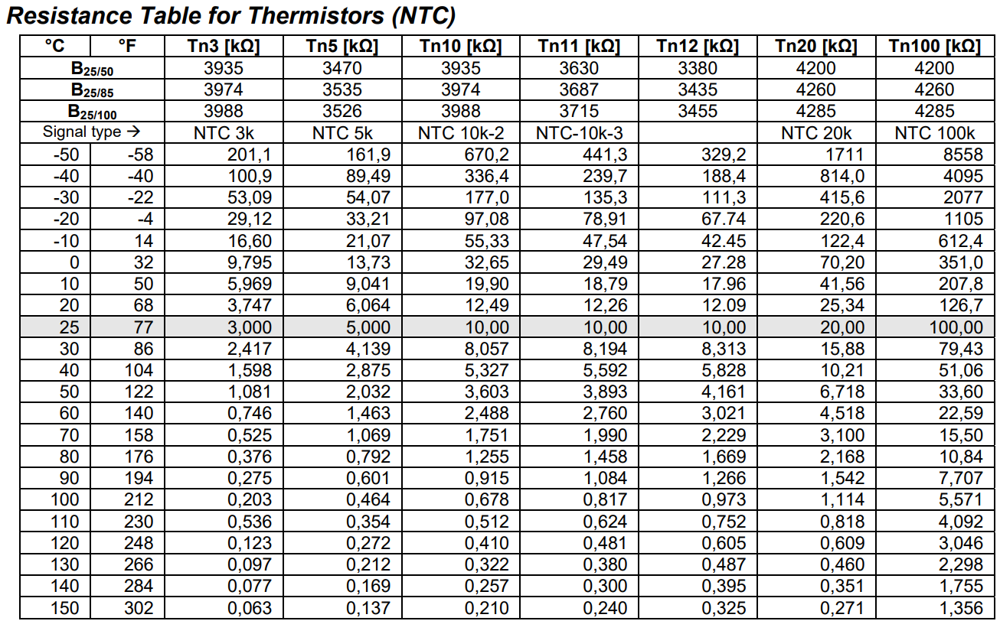 Resistance Table for Thermistors (NTC)
°C °F Tn3 [kΩ] Tn5 [kΩ] Tn10 [kΩ] Tn11 [kΩ] Tn12 [kΩ] Tn20 [kΩ] Tn100 [kΩ]
B25/50 3935 3470 3935 3630 3380 4200 4200
B25/85 3974 3535 3974 3687 3435 4260 4260
B25/100 3988 3526 3988 3715 3455 4285 4285
Signal type → NTC 3k NTC 5k NTC 10k-2 NTC-10k-3 NTC 20k NTC 100k
-50 -58 201,1 161,9 670,2 441,3 329,2 1711 8558
-40 -40 100,9 89,49 336,4 239,7 188,4 814,0 4095
-30 -22 53,09 54,07 177,0 135,3 111,3 415,6 2077
-20 -4 29,12 33,21 97,08 78,91 67.74 220,6 1105
-10 14 16,60 21,07 55,33 47,54 42.45 122,4 612,4
0 32 9,795 13,73 32,65 29,49 27.28 70,20 351,0
10 50 5,969 9,041 19,90 18,79 17.96 41,56 207,8
20 68 3,747 6,064 12,49 12,26 12.09 25,34 126,7
25 77 3,000 5,000 10,00 10,00 10,00 20,00 100,00
30 86 2,417 4,139 8,057 8,194 8,313 15,88 79,43
40 104 1,598 2,875 5,327 5,592 5,828 10,21 51,06
50 122 1,081 2,032 3,603 3,893 4,161 6,718 33,60
60 140 0,746 1,463 2,488 2,760 3,021 4,518 22,59
70 158 0,525 1,069 1,751 1,990 2,229 3,100 15,50
80 176 0,376 0,792 1,255 1,458 1,669 2,168 10,84
90 194 0,275 0,601 0,915 1,084 1,266 1,542 7,707
100 212 0,203 0,464 0,678 0,817 0,973 1,114 5,571
110 230 0,536 0,354 0,512 0,624 0,752 0,818 4,092
120 248 0,123 0,272 0,410 0,481 0,605 0,609 3,046
130 266 0,097 0,212 0,322 0,380 0,487 0,460 2,298
140 284 0,077 0,169 0,257 0,300 0,395 0,351 1,755
150 302 0,063 0,137 0,210 0,240 0,325 0,271 1,356